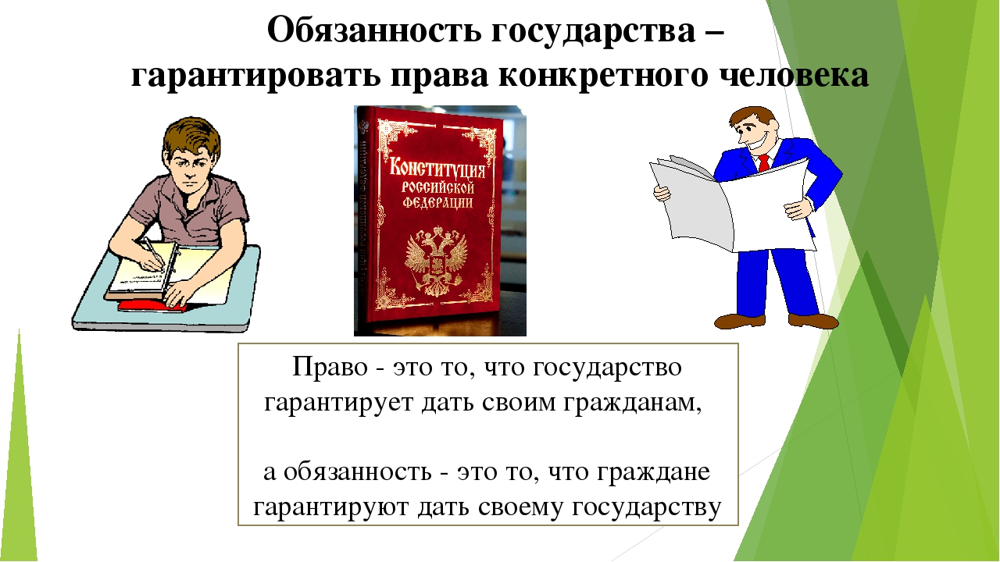 Обязанность государства –
гарантировать права конкретного человека
Конституция
Российской
Федерации
Право - это то, что государство
гарантирует дать своим гражданам,
а обязанность - это то, что граждане
гарантируют дать своему государству